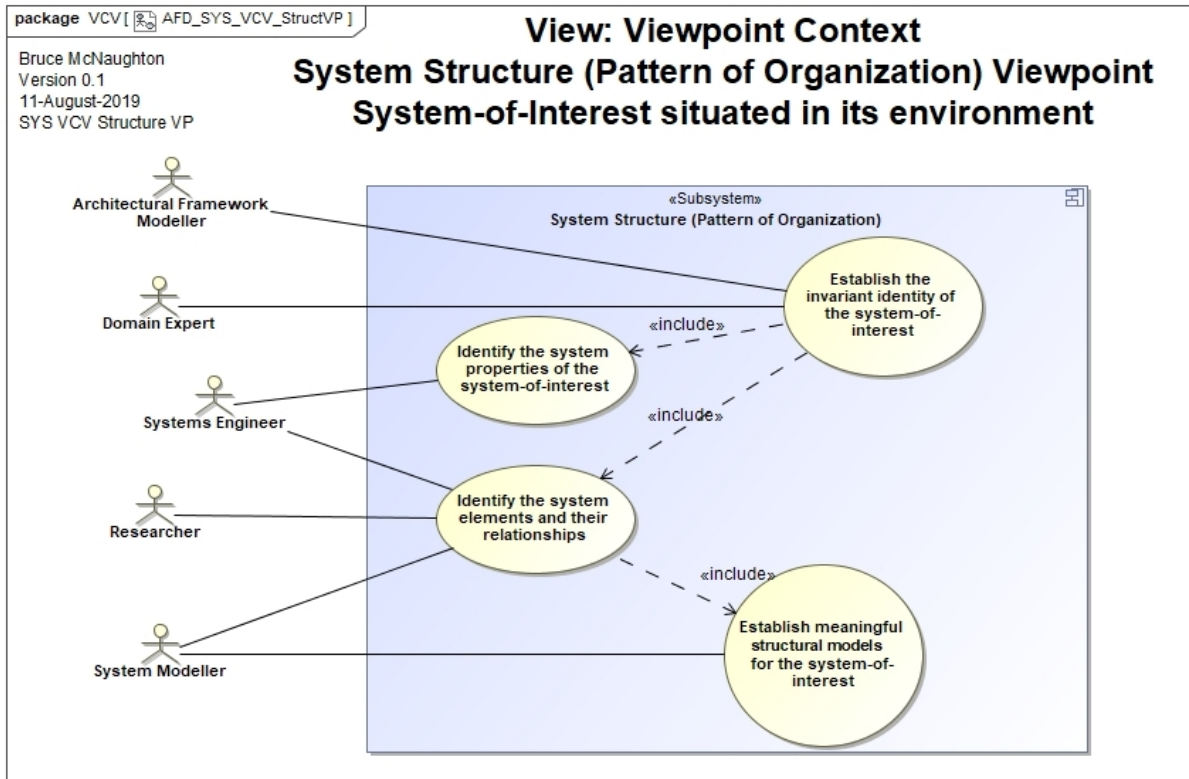 package VCV [ AFD_SYS_VCV_StructVP ]
View: Viewpoint Context
System Structure (Pattern of Organization) Viewpoint
System-of-Interest situated in its environment
Bruce McNaughton
Version 0.1
11-August-2019
SYS VCV Structure VP
Architectural Framework
Modeller
Domain Expert
Systems Engineer
Researcher
System Modeller
«Subsystem»
System Structure (Pattern of Organization)
Establish the
invariant identity of
the system-of-
interest
«include»
Identify the system
properties of the
system-of-interest
«include»
Identify the system
elements and their
relationships
«include»
Establish meaningful
structural models
for the system-of-
interest